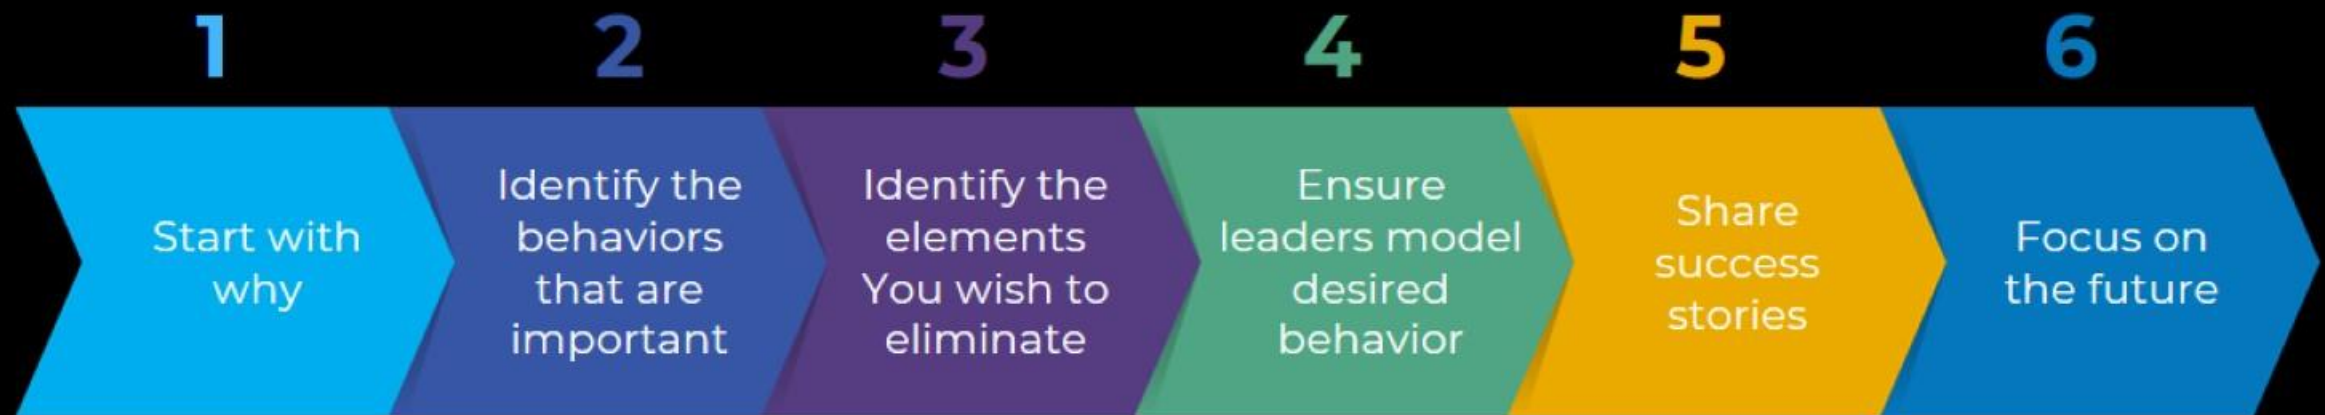 1
Start with
why
2
Identify the
behaviors
that are
important
3
Identify the
elements
You wish to
eliminate
4
Ensure
leaders model
desired
behavior
5
Share
success
stories
6
Focus on
the future